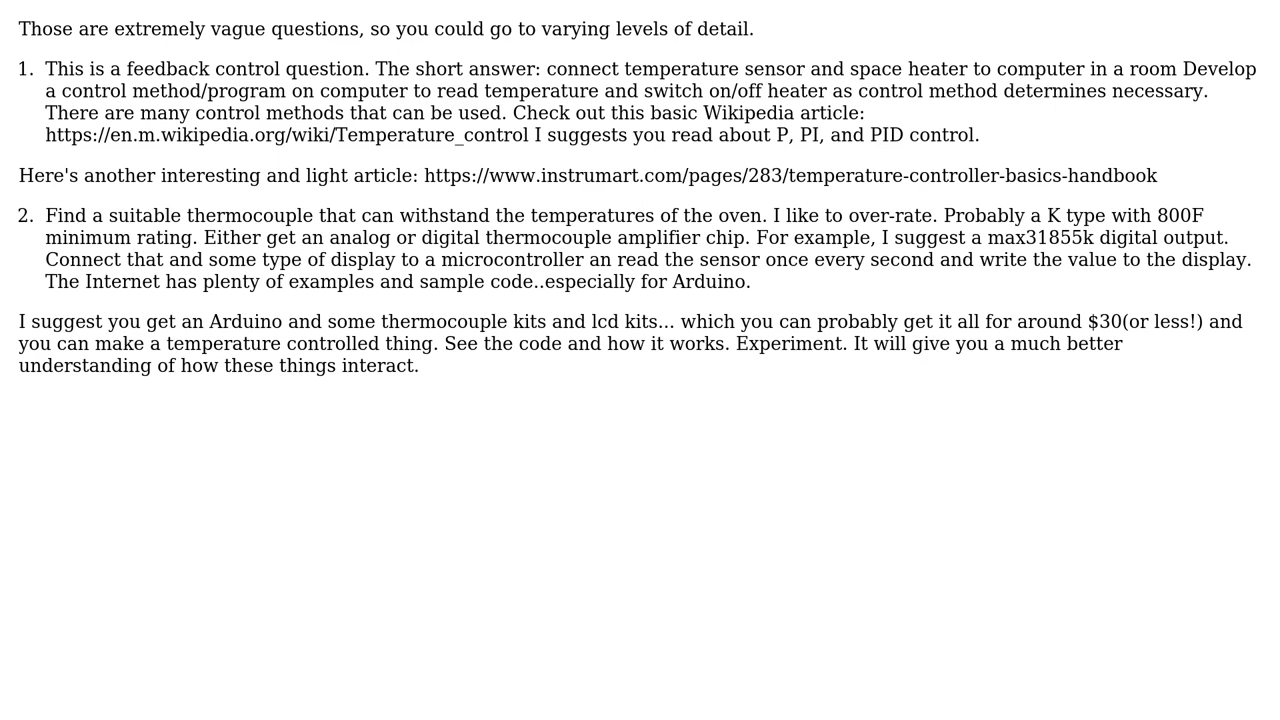 Those are extremely vague questions, so you could go to varying levels of detail.
1. This is a feedback control question. The short answer: connect temperature sensor and space heater to computer in a room Develop
a control method/program on computer to read temperature and switch on/off heater as control method determines necessary.
There are many control methods that can be used. Check out this basic Wikipedia article:
https://en.m.wikipedia.org/wiki/Temperature_control I suggests you read about P, PI, and PID control.
Here's another interesting and light article: https://www.instrumart.com/pages/283/temperature-controller-basics-handbook
2. Find a suitable thermocouple that can withstand the temperatures of the oven. I like to over-rate. Probably a K type with 800F
minimum rating. Either get an analog or digital thermocouple amplifier chip. For example, I suggest a max31855k digital output.
Connect that and some type of display to a microcontroller an read the sensor once every second and write the value to the display.
The Internet has plenty of examples and sample code..especially for Arduino.
I suggest you get an Arduino and some thermocouple kits and lcd kits... which you can probably get it all for around $30(or less!) and
you can make a temperature controlled thing. See the code and how it works. Experiment. It will give you a much better
understanding of how these things interact.